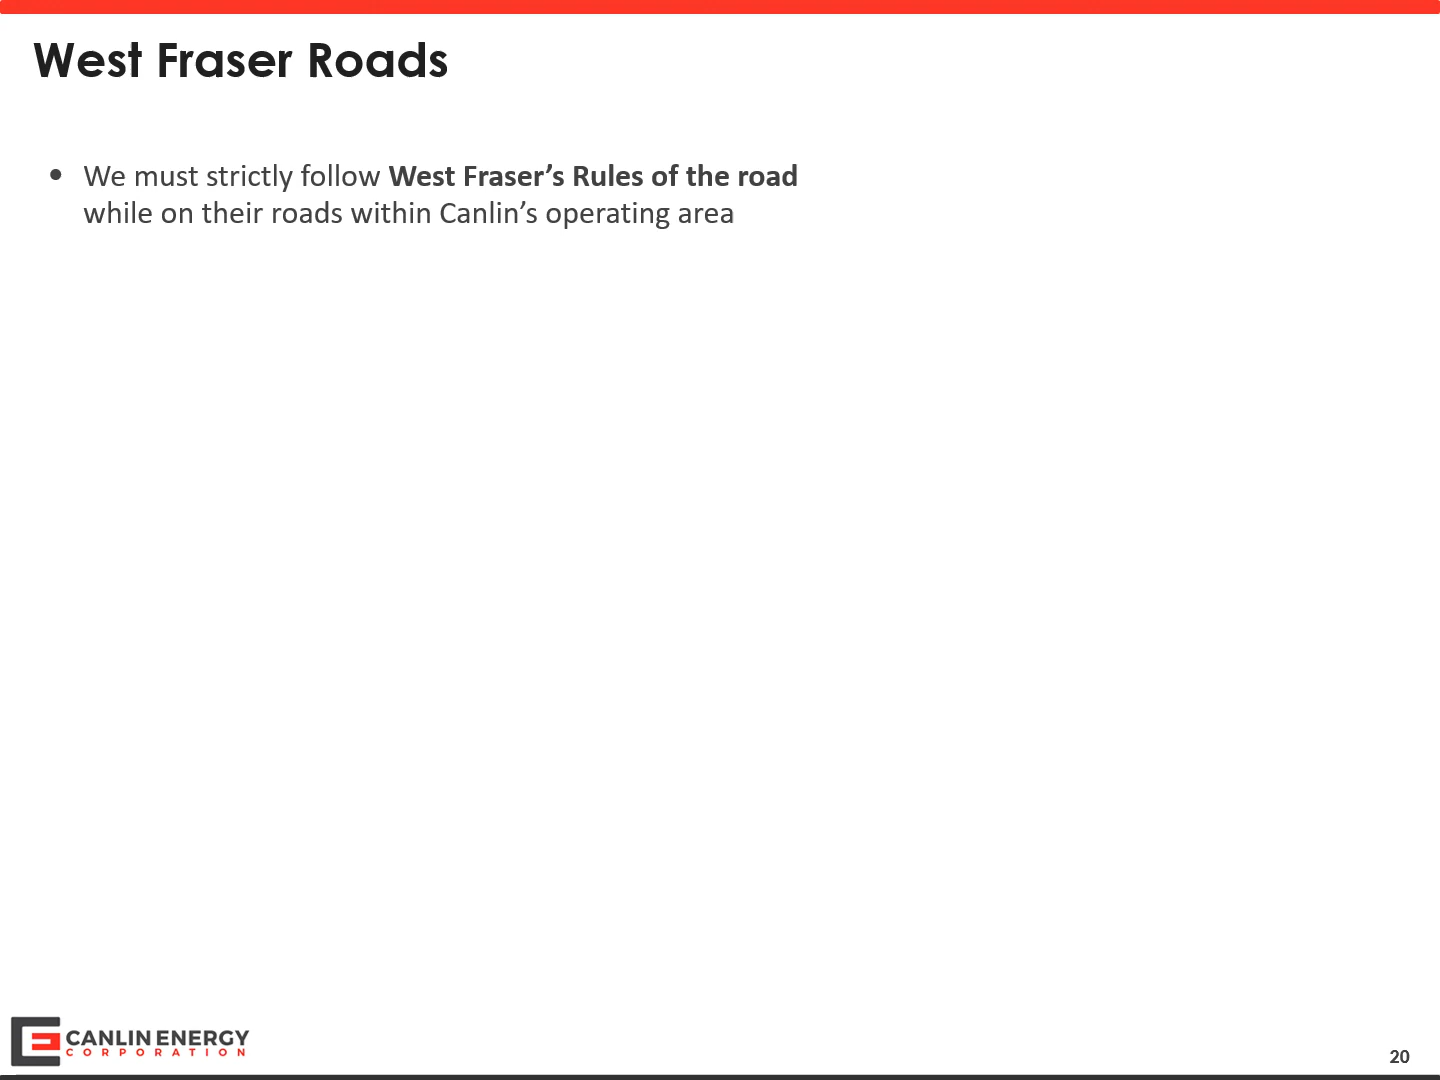 West Fraser Roads
• We must strictly follow West Fraser’s Rules of the road
while on their roads within Canlin’s operating area
CANLIN ENERGY
CORPORATION
20